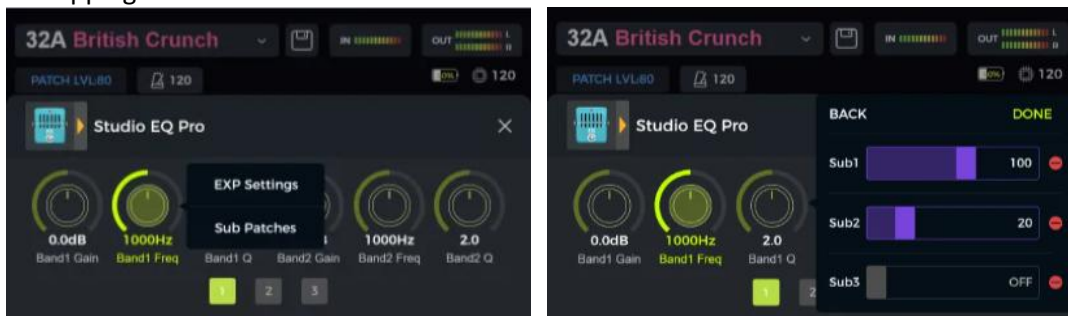 32A British Crunch
IN
OUT
L
R
PATCH LVL:80
120
0%
120
Studio EQ Pro
EXP Settings
Sub Patches
0.0dB
1000Hz
1000Hz
2.0
Band1 Gain
Band1 Freq
Band1 Q
Band2 Gain
Band2 Freq
Band2 Q
1
2
3
32A British Crunch
IN
OUT
L
R
PATCH LVL:80
120
0%
120
Studio EQ Pro
BACK
DONE
Sub1
100
Sub2
20
Sub3
OFF
0.0dB
1000Hz
2.0
Band1 Gain
Band1 Freq
Band1 Q
1
2